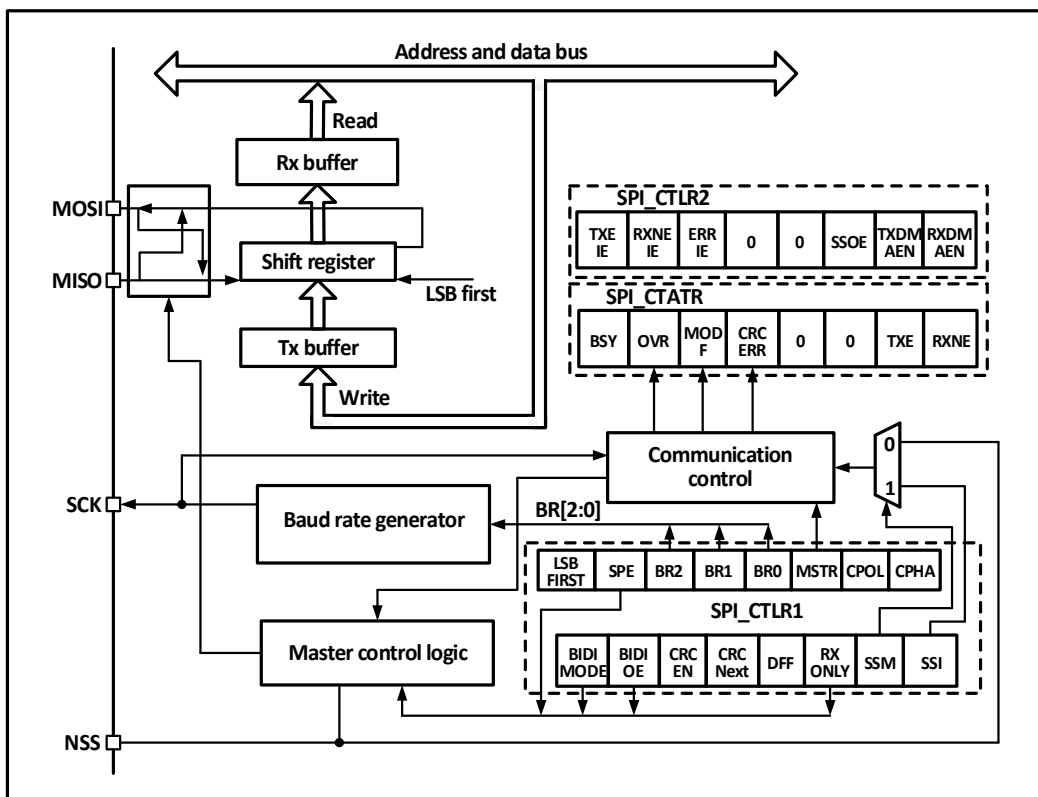 Address and data bus
Read
Rx buffer
MOSI
SPI_CTLR2
TXE
IE
RXNE
IE
ERR
IE
0
0
SSOE
TXDM
AEN
RXDM
AEN
Shift register
MISO
LSB first
SPI_CTATR
BSY
OVR
MOD
F
CRC
ERR
0
0
TXE
RXNE
Tx buffer
Write
Communication
control
0
1
SCK
Baud rate generator
BR[2:0]
LSB
FIRST
SPE
BR2
BR1
BR0
MSTR
CPOL
CPHA
SPI_CTLR1
Master control logic
BIDI
MODE
BIDI
OE
CRC
EN
CRC
Next
DFF
RX
ONLY
SSM
SSI
NSS